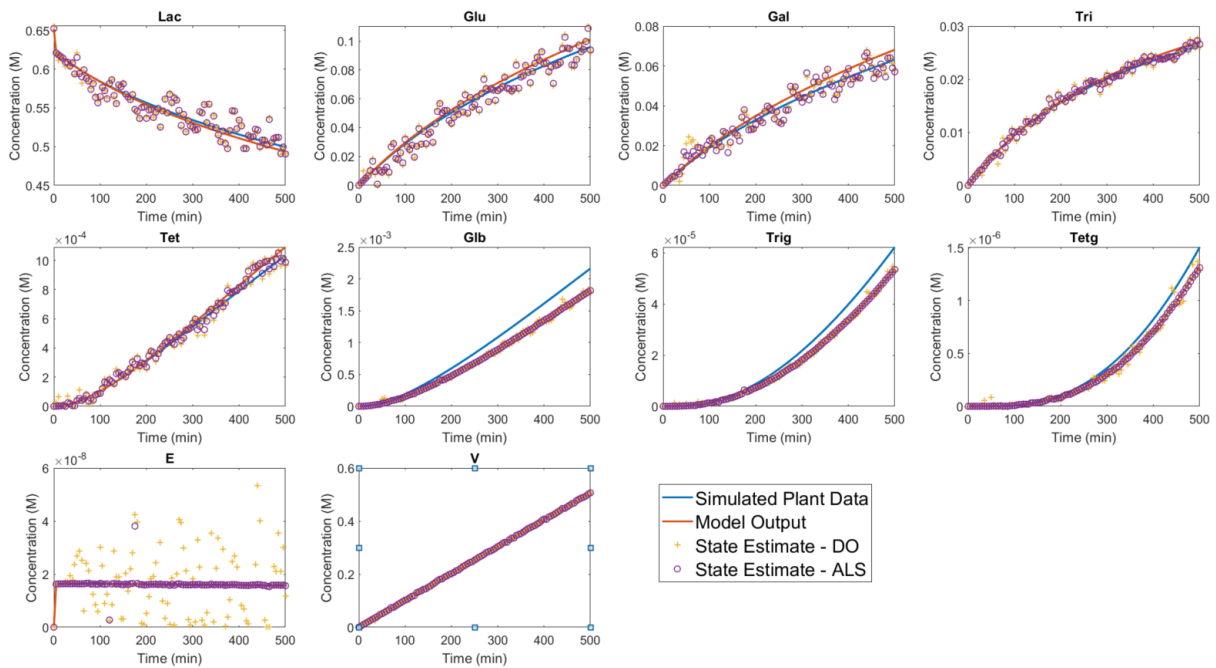 Lac
Glu
Gal
Tri
0.65
0.6
0.55
0.5
0.45
Concentration (M)
0 100 200 300 400 500
Time (min)
0.1
0.08
0.06
0.04
0.02
0
Concentration (M)
0 100 200 300 400 500
Time (min)
0.08
0.06
0.04
0.02
0
Concentration (M)
0 100 200 300 400 500
Time (min)
0.03
0.02
0.01
0
Concentration (M)
0 100 200 300 400 500
Time (min)
Tet
Glb
Trig
Tetg
×10⁻⁴
10
8
6
4
2
0
Concentration (M)
0 100 200 300 400 500
Time (min)
×10⁻³
2.5
2
1.5
1
0.5
0
Concentration (M)
0 100 200 300 400 500
Time (min)
×10⁻⁵
6
4
2
0
Concentration (M)
0 100 200 300 400 500
Time (min)
×10⁻⁶
1.5
1
0.5
0
Concentration (M)
0 100 200 300 400 500
Time (min)
E
V
×10⁻⁸
6
4
2
0
Concentration (M)
0 100 200 300 400 500
Time (min)
0.6
0.4
0.2
0
Concentration (M)
0 100 200 300 400 500
Time (min)
Simulated Plant Data
Model Output
State Estimate - DO
State Estimate - ALS